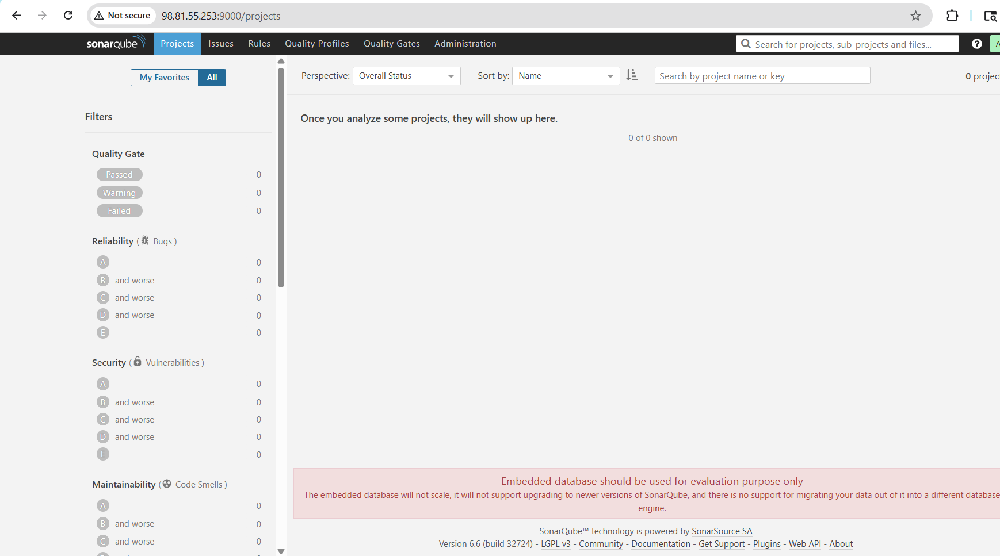 Not secure 98.81.55.253:9000/projects
sonarqube Projects Issues Rules Quality Profiles Quality Gates Administration Search for projects, sub-projects and files... ? A
My Favorites All
Perspective: Overall Status Sort by: Name Search by project name or key 0 project
Filters
Once you analyze some projects, they will show up here.
0 of 0 shown
Quality Gate
Passed 0
Warning 0
Failed 0
Reliability ( Bugs )
A 0
B and worse 0
C and worse 0
D and worse 0
E 0
Security ( Vulnerabilities )
A 0
B and worse 0
C and worse 0
D and worse 0
E 0
Maintainability ( Code Smells )
A 0
B and worse 0
C and worse 0
Embedded database should be used for evaluation purpose only
The embedded database will not scale, it will not support upgrading to newer versions of SonarQube, and there is no support for migrating your data out of it into a different database
engine.
SonarQube™ technology is powered by SonarSource SA
Version 6.6 (build 32724) - LGPL v3 - Community - Documentation - Get Support - Plugins - Web API - About